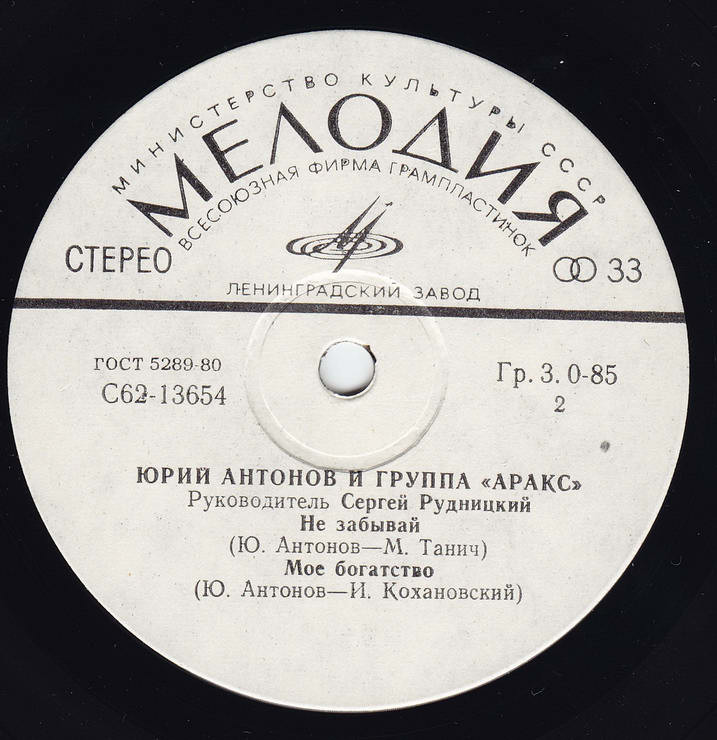 МИНИСТЕРСТВО КУЛЬТУРЫ СССР
МЕЛОДИЯ
ВСЕСОЮЗНАЯ ФИРМА ГРАМПЛАСТИНОК
СТЕРЕО
33
ЛЕНИНГРАДСКИЙ ЗАВОД
ГОСТ 5289-80
С62-13654
Гр. 3. 0-85
2
ЮРИЙ АНТОНОВ И ГРУППА «АРАКС»
Руководитель Сергей Рудницкий
Не забывай
(Ю. Антонов—М. Танич)
Мое богатство
(Ю. Антонов—И. Кохановский)